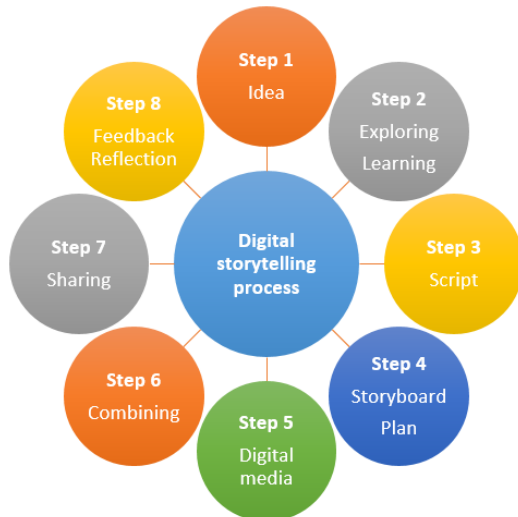 Step 1
Idea
Step 2
Exploring
Learning
Step 3
Script
Step 4
Storyboard
Plan
Step 5
Digital
media
Step 6
Combining
Step 7
Sharing
Step 8
Feedback
Reflection
Digital
storytelling
process